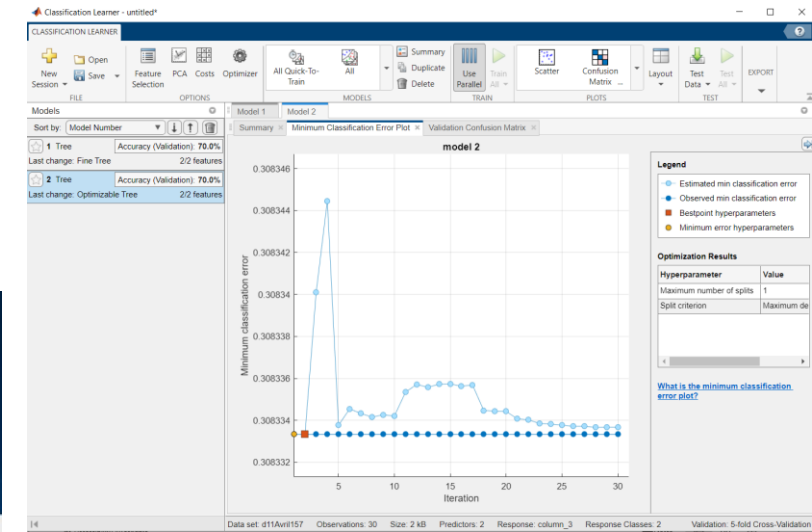 Classification Learner - untitled*
CLASSIFICATION LEARNER
New Session
Open
Save
Feature Selection
PCA
Costs
Optimizer
All Quick-To-Train
All
Summary
Duplicate
Delete
Use Parallel
Train All
Scatter
Confusion Matrix ...
Layout
Test Data
Test All
EXPORT
FILE
OPTIONS
MODELS
TRAIN
PLOTS
TEST
Models
Sort by: Model Number
1 Tree Accuracy (Validation): 70.0%
Last change: Fine Tree 2/2 features
2 Tree Accuracy (Validation): 70.0%
Last change: Optimizable Tree 2/2 features
Model 1 Model 2
Summary Minimum Classification Error Plot Validation Confusion Matrix
model 2
0.308346
0.308344
0.308342
0.30834
0.308338
0.308336
0.308334
0.308332
Minimum classification error
5 10 15 20 25 30
Iteration
Legend
Estimated min classification error
Observed min classification error
Bestpoint hyperparameters
Minimum error hyperparameters
Optimization Results
Hyperparameter Value
Maximum number of splits 1
Split criterion Maximum de
What is the minimum classification
error plot?
Data set: d11Avril157 Observations: 30 Size: 2 kB Predictors: 2 Response: column_3 Response Classes: 2 Validation: 5-fold Cross-Validation